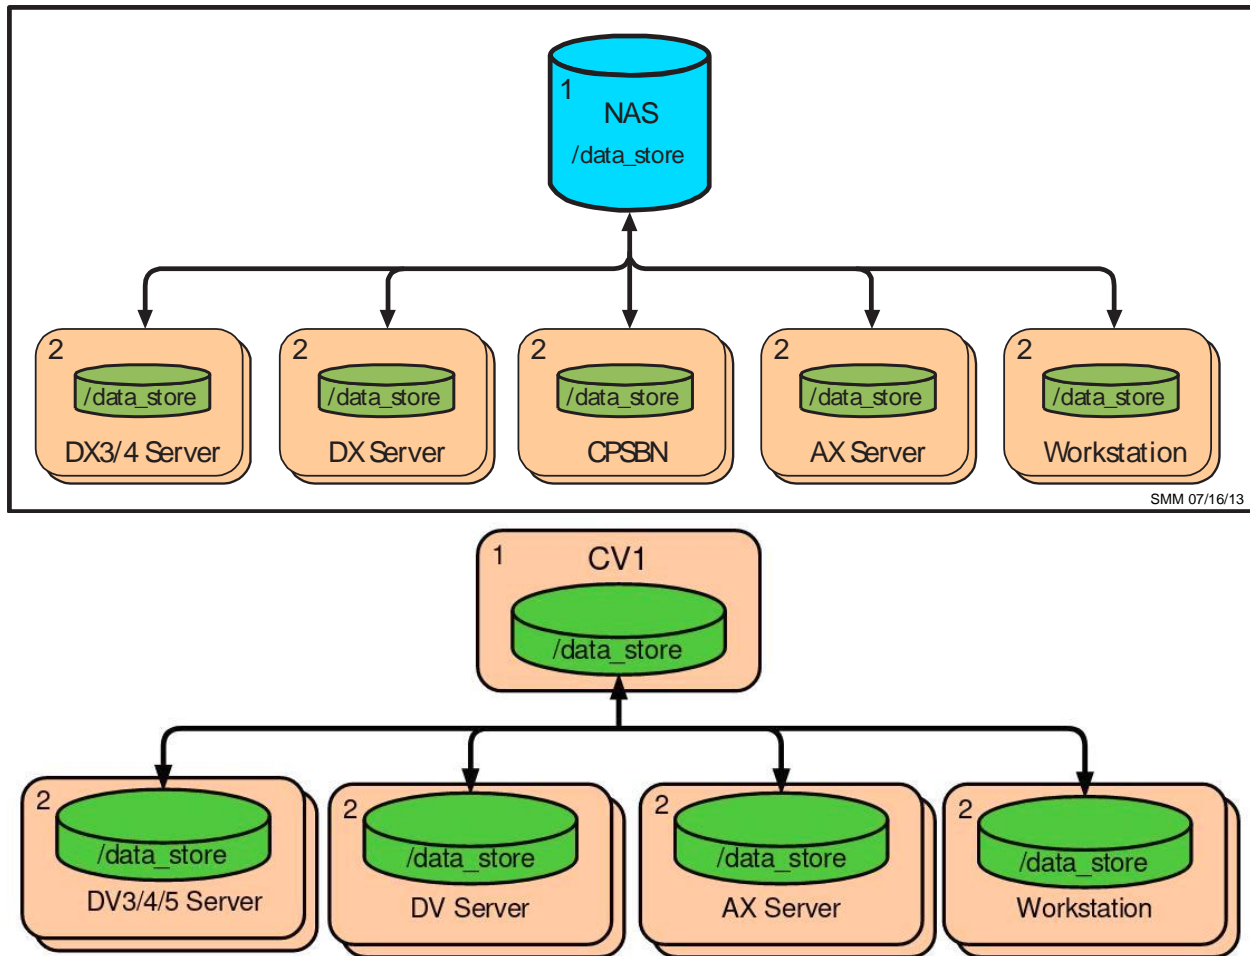 1
NAS
/data_store
2 2 2 2 2
/data_store /data_store /data_store /data_store /data_store
DX3/4 Server DX Server CPSBN AX Server Workstation
SMM 07/16/13
1 CV1
/data_store
2 2 2 2
/data_store /data_store /data_store /data_store
DV3/4/5 Server DV Server AX Server Workstation